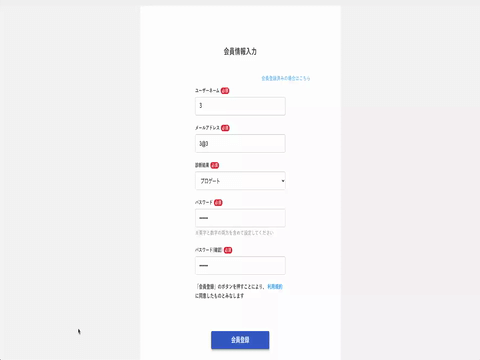 会員情報入力
会員登録済みの場合はこちら
ユーザーネーム 必須
3
メールアドレス 必須
3@3
診断結果 必須
プロゲート
パスワード 必須
••••••
※英字と数字の両方を含めて設定してください
パスワード(確認) 必須
••••••
「会員登録」のボタンを押すことにより、利用規約
に同意したものとみなします
会員登録